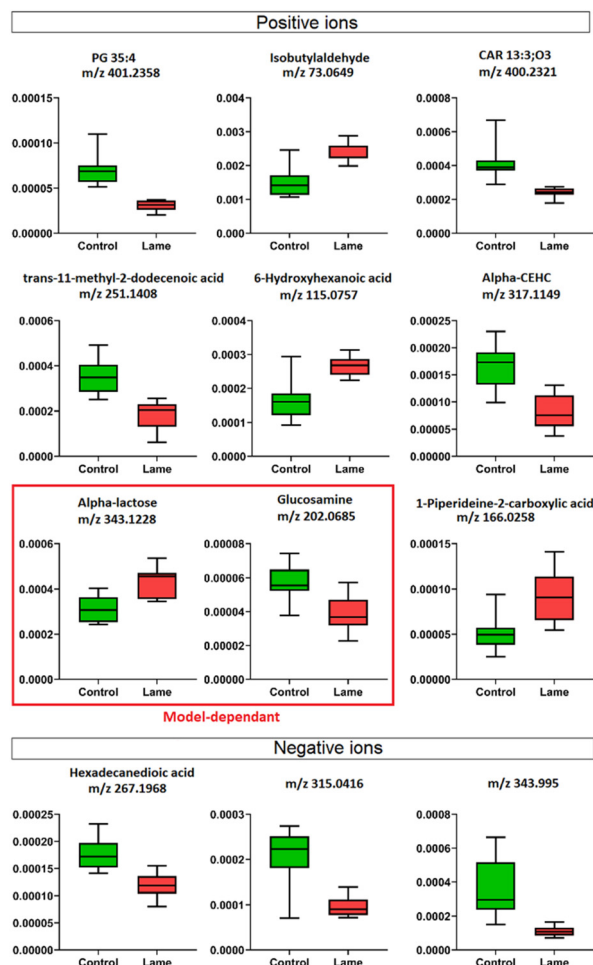 Positive ions
PG 35:4
m/z 401.2358
0.00015
0.00010
0.00005
0.00000
Control Lame
Isobutylaldehyde
m/z 73.0649
0.004
0.003
0.002
0.001
0.000
Control Lame
CAR 13:3;O3
m/z 400.2321
0.0008
0.0006
0.0004
0.0002
0.0000
Control Lame
trans-11-methyl-2-dodecenoic acid
m/z 251.1408
0.0006
0.0004
0.0002
0.0000
Control Lame
6-Hydroxyhexanoic acid
m/z 115.0757
0.0004
0.0003
0.0002
0.0001
0.0000
Control Lame
Alpha-CEHC
m/z 317.1149
0.00025
0.00020
0.00015
0.00010
0.00005
0.00000
Control Lame
Alpha-lactose
m/z 343.1228
0.0006
0.0004
0.0002
0.0000
Control Lame
Glucosamine
m/z 202.0685
0.00008
0.00006
0.00004
0.00002
0.00000
Control Lame
1-Piperideine-2-carboxylic acid
m/z 166.0258
0.00015
0.00010
0.00005
0.00000
Control Lame
Model-dependant
Negative ions
Hexadecanedioic acid
m/z 267.1968
0.00025
0.00020
0.00015
0.00010
0.00005
0.00000
Control Lame
m/z 315.0416
0.0003
0.0002
0.0001
0.0000
Control Lame
m/z 343.995
0.0008
0.0006
0.0004
0.0002
0.0000
Control Lame